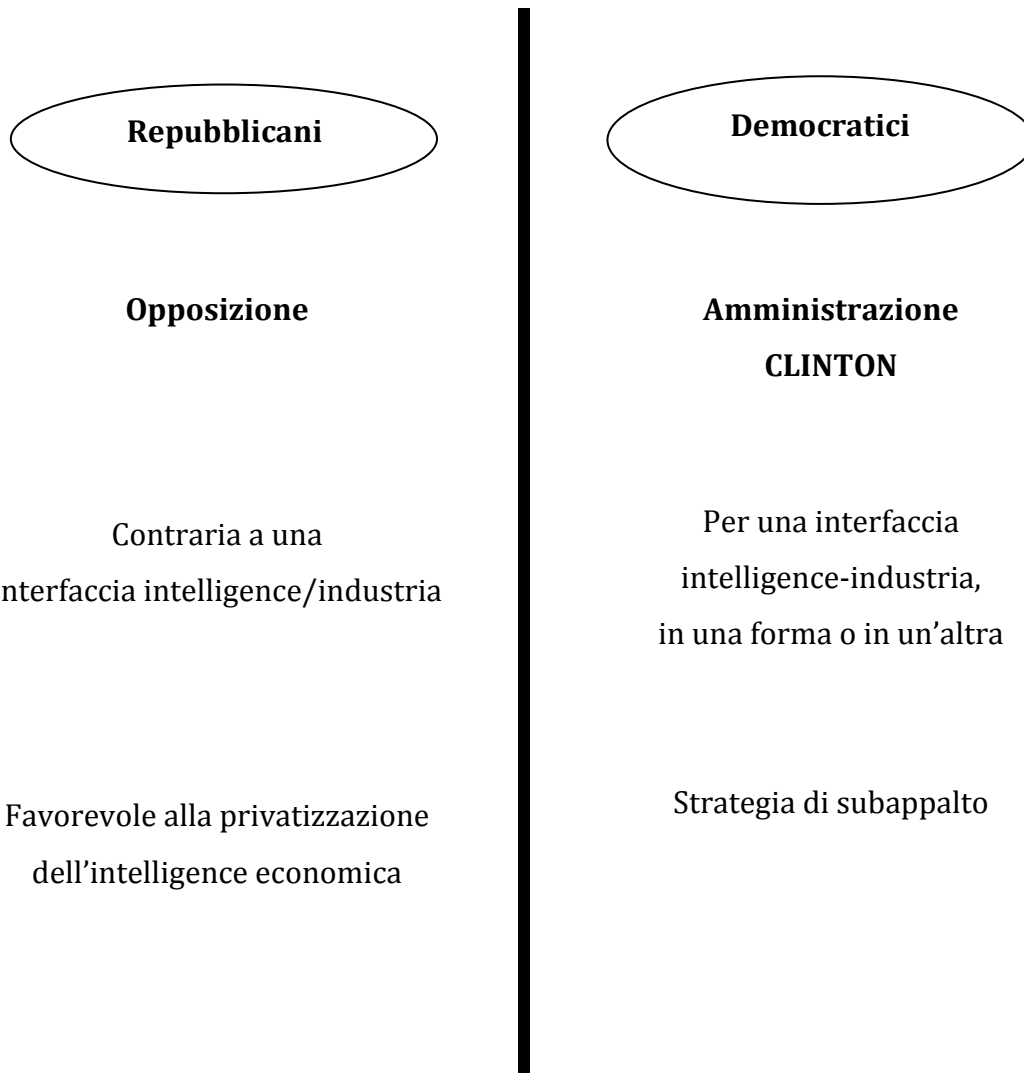 Repubblicani
Opposizione
Contraria a una
nterfaccia intelligence/industria
Favorevole alla privatizzazione
dell’intelligence economica
Democratici
Amministrazione
CLINTON
Per una interfaccia
intelligence-industria,
in una forma o in un’altra
Strategia di subappalto